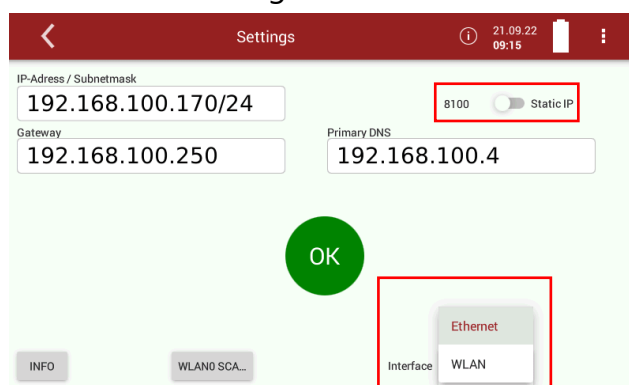 Settings
21.09.22
09:15
IP-Adress / Subnetmask
192.168.100.170/24
8100 Static IP
Gateway
192.168.100.250
Primary DNS
192.168.100.4
OK
Ethernet
INFO
WLAN0 SCA...
Interface
WLAN